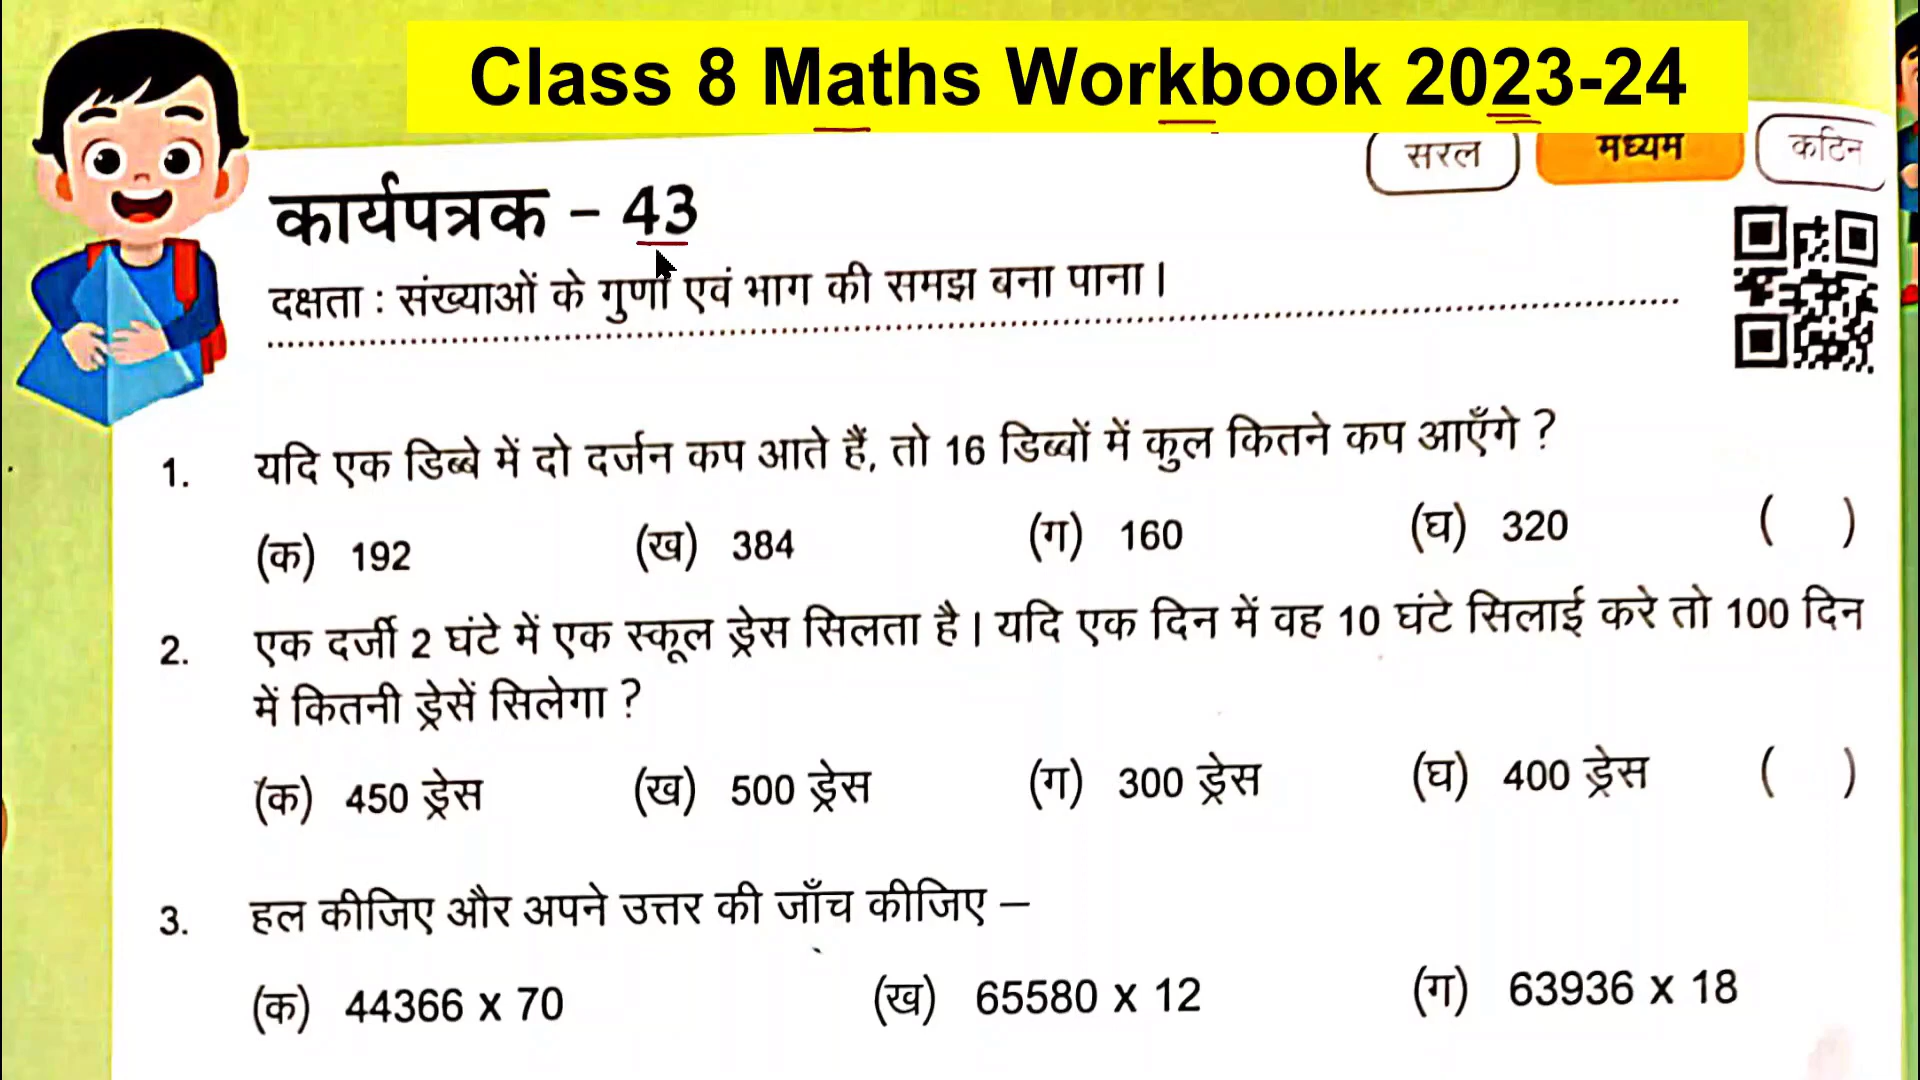 Class 8 Maths Workbook 2023-24
सरल मध्यम कठिन
कार्यपत्रक – 43
दक्षता : संख्याओं के गुणा एवं भाग की समझ बना पाना।
1. यदि एक डिब्बे में दो दर्जन कप आते हैं, तो 16 डिब्बों में कुल कितने कप आएँगे ?
(क) 192 (ख) 384 (ग) 160 (घ) 320 ( )
2. एक दर्जी 2 घंटे में एक स्कूल ड्रेस सिलता है। यदि एक दिन में वह 10 घंटे सिलाई करे तो 100 दिन
में कितनी ड्रेसें सिलेगा ?
(क) 450 ड्रेस (ख) 500 ड्रेस (ग) 300 ड्रेस (घ) 400 ड्रेस ( )
3. हल कीजिए और अपने उत्तर की जाँच कीजिए –
(क) 44366 x 70 (ख) 65580 x 12 (ग) 63936 x 18